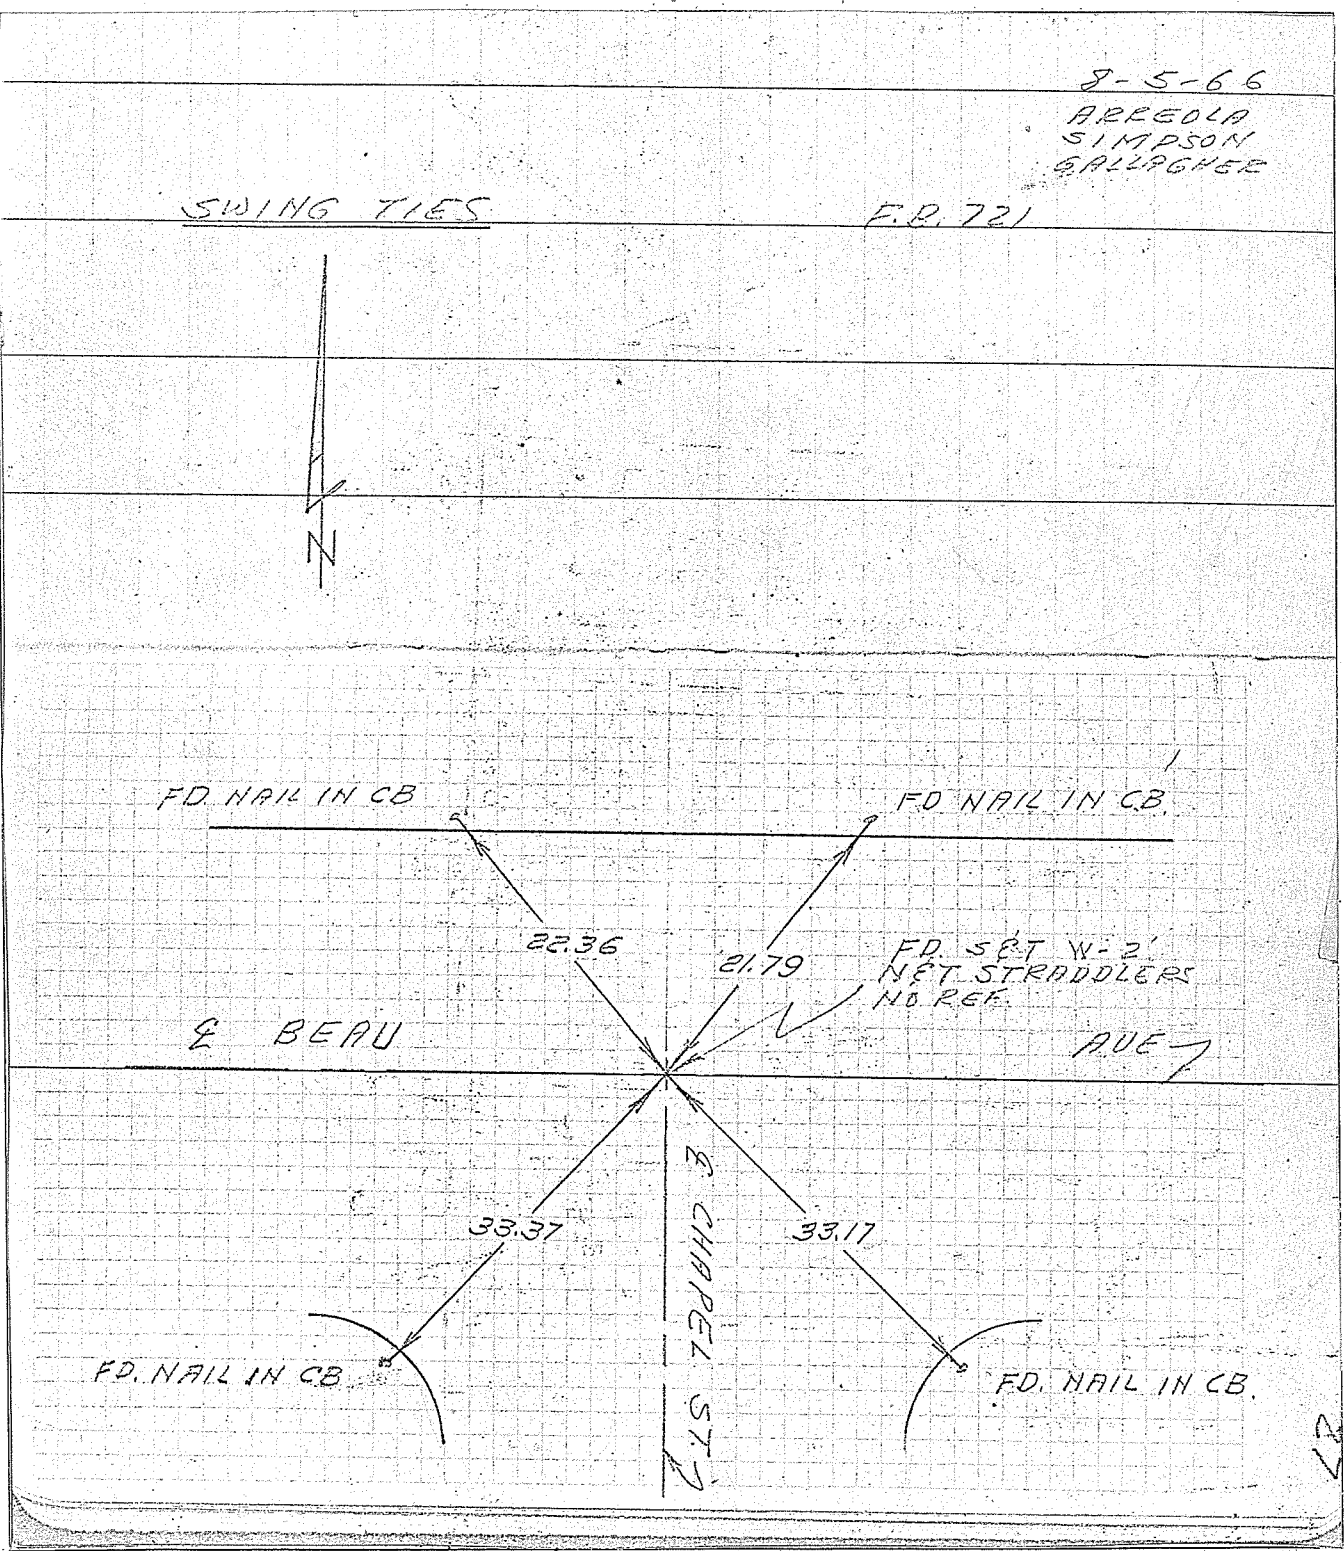 8-5-66
ARREOLA
SIMPSON
GALLAGHER
SWING TIES
F.B. 721
N
FD NAIL IN CB
FD NAIL IN CB.
22.36
21.79
FD. S&T W-2'
N&T STRADDLERS
NO REF.
℄ BEAU
AVE
33.37
33.17
℄ CHAPEL ST.
FD. NAIL IN CB
FD. NAIL IN CB.